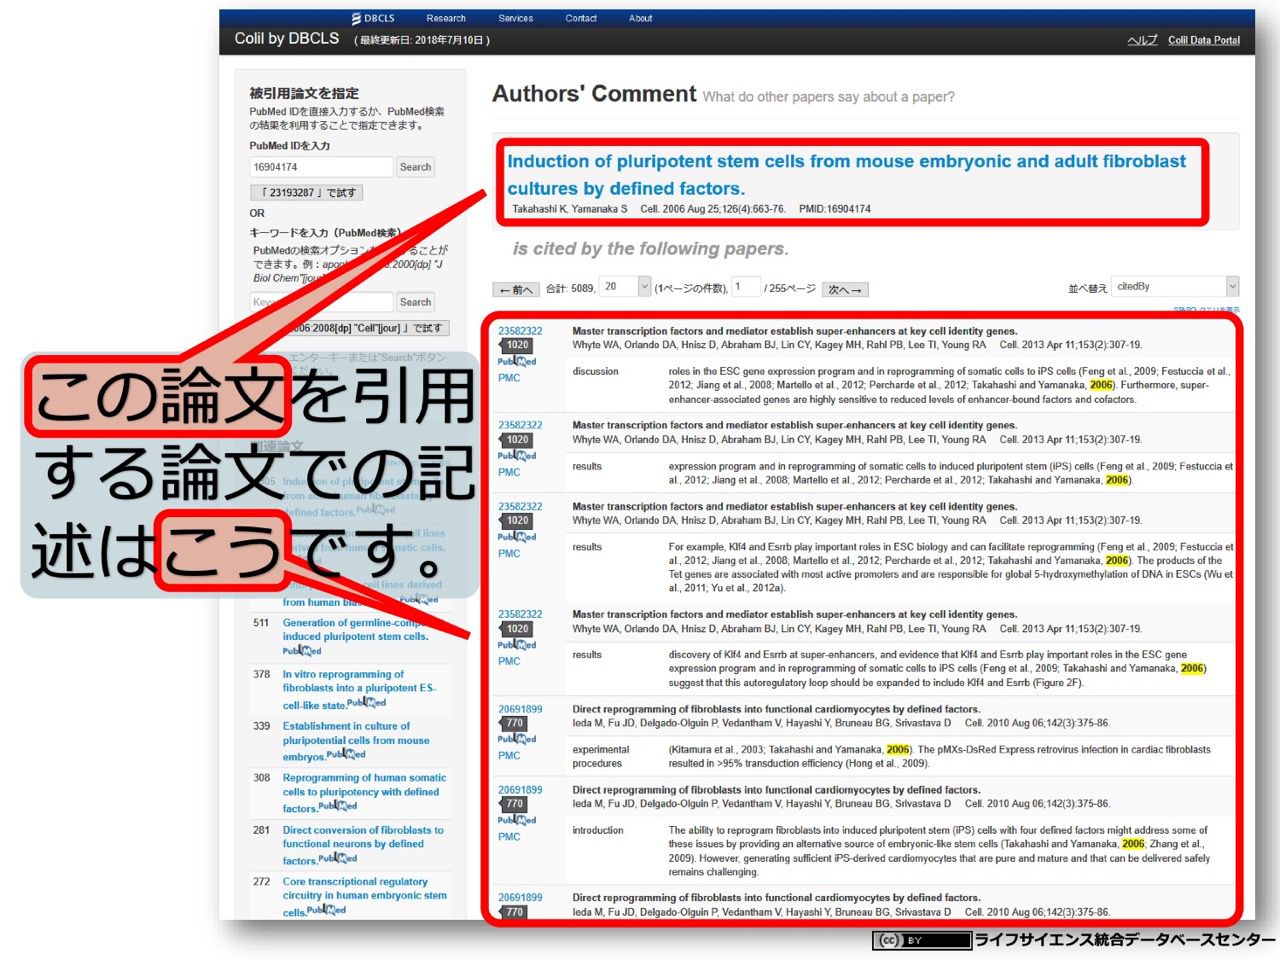 DBCLS Research Services Contact About
Colil by DBCLS （最終更新日: 2018年7月10日）
ヘルプ Colil Data Portal
被引用論文を指定
PubMed IDを直接入力するか、PubMed検索
の結果を利用することで指定できます。
PubMed IDを入力
16904174 Search
「 23193287 」で試す
OR
キーワードを入力（PubMed検索）
PubMedの検索オプション
ることが
できます。例：
2000[dp] "J
Biol Chem"[jour]
Search
006:2008[dp] "Cell"[jour] 」で試す
エンターキーまたは"Search"ボタン
この論文を引用
する論文での記
述はこうです。
関連論文
defined factors. PubMed
from human
511 Generation of germline-comp
induced pluripotent stem cells.
PubMed
378 In vitro reprogramming of
fibroblasts into a pluripotent ES-
cell-like state. PubMed
339 Establishment in culture of
pluripotential cells from mouse
embryos. PubMed
308 Reprogramming of human somatic
cells to pluripotency with defined
factors. PubMed
281 Direct conversion of fibroblasts to
functional neurons by defined
factors. PubMed
272 Core transcriptional regulatory
circuitry in human embryonic stem
cells. PubMed
Authors' Comment What do other papers say about a paper?
Induction of pluripotent stem cells from mouse embryonic and adult fibroblast
cultures by defined factors.
Takahashi K, Yamanaka S Cell. 2006 Aug 25;126(4):663-76. PMID:16904174
is cited by the following papers.
←前へ 合計: 5089, 20 (1ページの件数), 1 / 255ページ 次へ→ 並べ替え citedBy
23582322 Master transcription factors and mediator establish super-enhancers at key cell identity genes.
1020 Whyte WA, Orlando DA, Hnisz D, Abraham BJ, Lin CY, Kagey MH, Rahl PB, Lee TI, Young RA Cell. 2013 Apr 11;153(2):307-19.
PubMed
PMC discussion roles in the ESC gene expression program and in reprogramming of somatic cells to iPS cells (Feng et al., 2009; Festuccia et al.,
2012; Jiang et al., 2008; Martello et al., 2012; Percharde et al., 2012; Takahashi and Yamanaka, 2006). Furthermore, super-
enhancer-associated genes are highly sensitive to reduced levels of enhancer-bound factors and cofactors.
23582322 Master transcription factors and mediator establish super-enhancers at key cell identity genes.
1020 Whyte WA, Orlando DA, Hnisz D, Abraham BJ, Lin CY, Kagey MH, Rahl PB, Lee TI, Young RA Cell. 2013 Apr 11;153(2):307-19.
PubMed
PMC results expression program and in reprogramming of somatic cells to induced pluripotent stem (iPS) cells (Feng et al., 2009; Festuccia et
al., 2012; Jiang et al., 2008; Martello et al., 2012; Percharde et al., 2012; Takahashi and Yamanaka, 2006).
23582322 Master transcription factors and mediator establish super-enhancers at key cell identity genes.
1020 Whyte WA, Orlando DA, Hnisz D, Abraham BJ, Lin CY, Kagey MH, Rahl PB, Lee TI, Young RA Cell. 2013 Apr 11;153(2):307-19.
PubMed
PMC results For example, Klf4 and Esrrb play important roles in ESC biology and can facilitate reprogramming (Feng et al., 2009; Festuccia et
al., 2012; Jiang et al., 2008; Martello et al., 2012; Percharde et al., 2012; Takahashi and Yamanaka, 2006). The products of the
Tet genes are associated with most active promoters and are responsible for global 5-hydroxymethylation of DNA in ESCs (Wu et
al., 2011; Yu et al., 2012a).
23582322 Master transcription factors and mediator establish super-enhancers at key cell identity genes.
1020 Whyte WA, Orlando DA, Hnisz D, Abraham BJ, Lin CY, Kagey MH, Rahl PB, Lee TI, Young RA Cell. 2013 Apr 11;153(2):307-19.
PubMed
PMC results discovery of Klf4 and Esrrb at super-enhancers, and evidence that Klf4 and Esrrb play important roles in the ESC gene
expression program and in reprogramming of somatic cells to iPS cells (Feng et al., 2009; Takahashi and Yamanaka, 2006)
suggest that this autoregulatory loop should be expanded to include Klf4 and Esrrb (Figure 2F).
20691899 Direct reprogramming of fibroblasts into functional cardiomyocytes by defined factors.
770 Ieda M, Fu JD, Delgado-Olguin P, Vedantham V, Hayashi Y, Bruneau BG, Srivastava D Cell. 2010 Aug 06;142(3):375-86.
PubMed
PMC experimental procedures (Kitamura et al., 2003; Takahashi and Yamanaka, 2006). The pMXs-DsRed Express retrovirus infection in cardiac fibroblasts
resulted in >95% transduction efficiency (Hong et al., 2009).
20691899 Direct reprogramming of fibroblasts into functional cardiomyocytes by defined factors.
770 Ieda M, Fu JD, Delgado-Olguin P, Vedantham V, Hayashi Y, Bruneau BG, Srivastava D Cell. 2010 Aug 06;142(3):375-86.
PubMed
PMC introduction The ability to reprogram fibroblasts into induced pluripotent stem (iPS) cells with four defined factors might address some of
these issues by providing an alternative source of embryonic-like stem cells (Takahashi and Yamanaka, 2006; Zhang et al.,
2009). However, generating sufficient iPS-derived cardiomyocytes that are pure and mature and that can be delivered safely
remains challenging.
20691899 Direct reprogramming of fibroblasts into functional cardiomyocytes by defined factors.
770 Ieda M, Fu JD, Delgado-Olguin P, Vedantham V, Hayashi Y, Bruneau BG, Srivastava D Cell. 2010 Aug 06;142(3):375-86.
cc BY ライフサイエンス統合データベースセンター